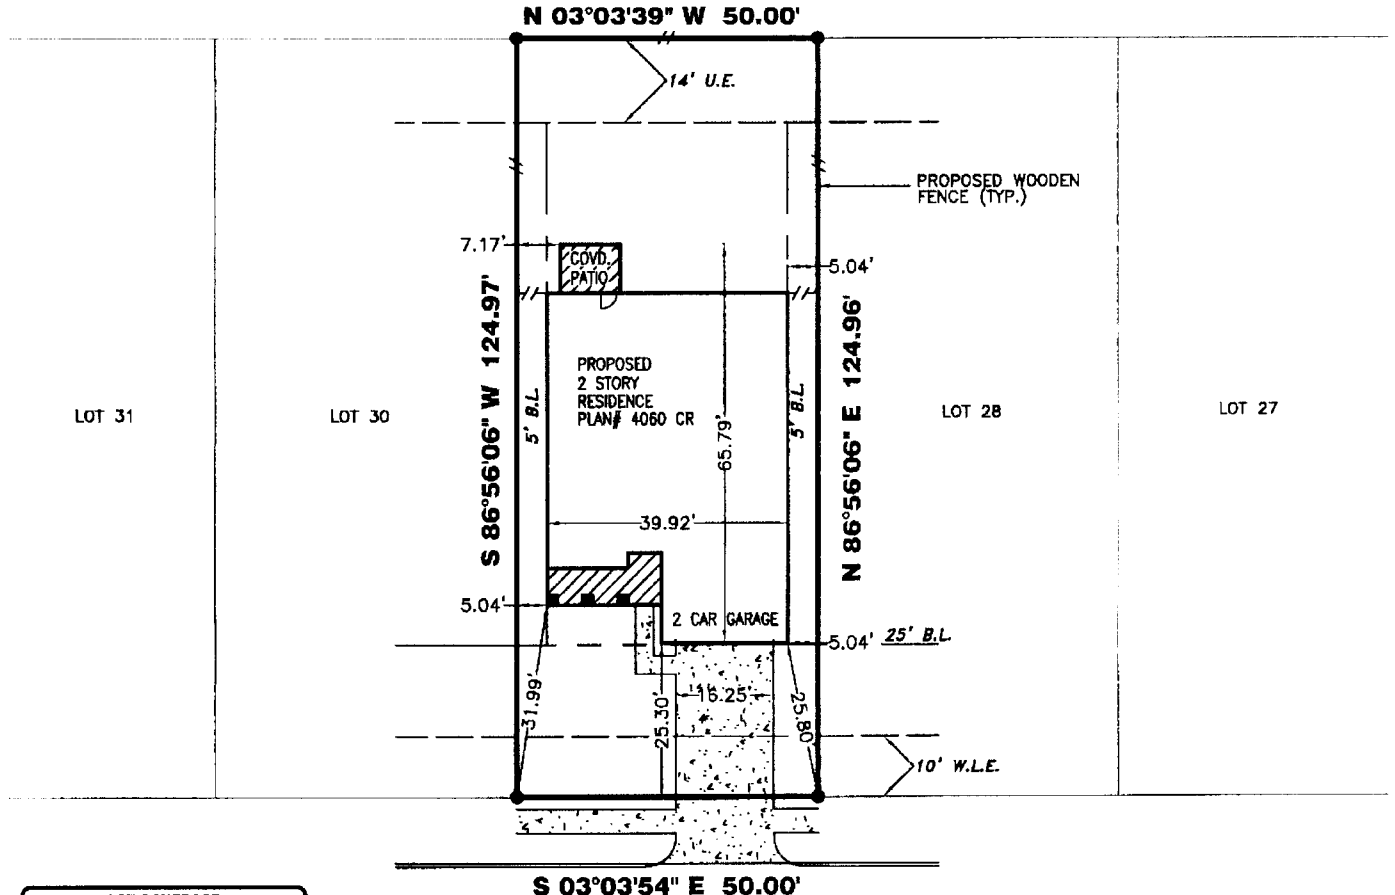 N 03°03'39" W 50.00'
14' U.E.
PROPOSED WOODEN
FENCE (TYP.)
7.17'
COVD.
PATIO
5.04'
S 86°56'06" W 124.97'
N 86°56'06" E 124.96'
PROPOSED
2 STORY
RESIDENCE
PLAN# 4060 CR
5' B.L.
65.79'
5' B.L.
LOT 31
LOT 30
LOT 28
LOT 27
39.92'
5.04'
2 CAR GARAGE
5.04'
25' B.L.
31.99'
25.30'
16.25'
25.80'
10' W.L.E.
S 03°03'54" E 50.00'